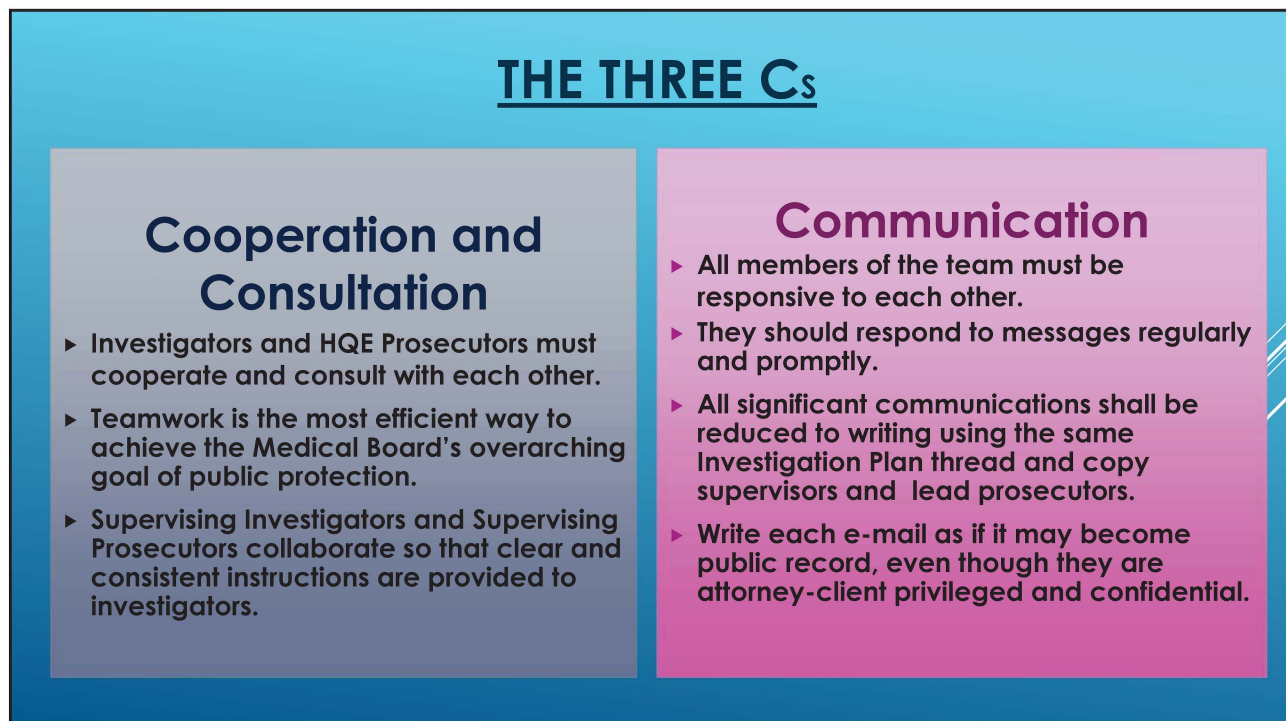 THE THREE Cs
Cooperation and
Consultation
▸ Investigators and HQE Prosecutors must
cooperate and consult with each other.
▸ Teamwork is the most efficient way to
achieve the Medical Board's overarching
goal of public protection.
▸ Supervising Investigators and Supervising
Prosecutors collaborate so that clear and
consistent instructions are provided to
investigators.
Communication
▸ All members of the team must be
responsive to each other.
▸ They should respond to messages regularly
and promptly.
▸ All significant communications shall be
reduced to writing using the same
Investigation Plan thread and copy
supervisors and  lead prosecutors.
▸ Write each e-mail as if it may become
public record, even though they are
attorney-client privileged and confidential.